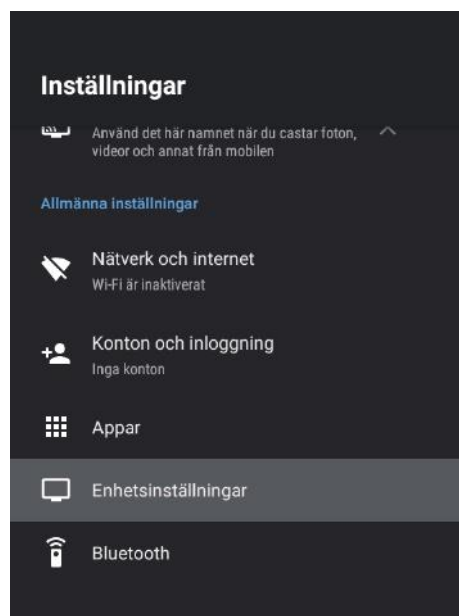 Inställningar
Använd det här namnet när du castar foton,
videor och annat från mobilen
Allmänna inställningar
Nätverk och internet
Wi-Fi är inaktiverat
Konton och inloggning
Inga konton
Appar
Enhetsinställningar
Bluetooth